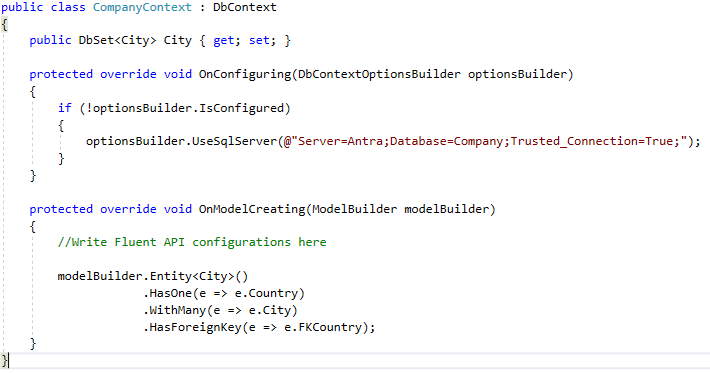 public class CompanyContext : DbContext
{
    public DbSet<City> City { get; set; }

    protected override void OnConfiguring(DbContextOptionsBuilder optionsBuilder)
    {
        if (!optionsBuilder.IsConfigured)
        {
            optionsBuilder.UseSqlServer(@"Server=Antra;Database=Company;Trusted_Connection=True;");
        }
    }

    protected override void OnModelCreating(ModelBuilder modelBuilder)
    {
        //Write Fluent API configurations here

        modelBuilder.Entity<City>()
                    .HasOne(e => e.Country)
                    .WithMany(e => e.City)
                    .HasForeignKey(e => e.FKCountry);
    }
}